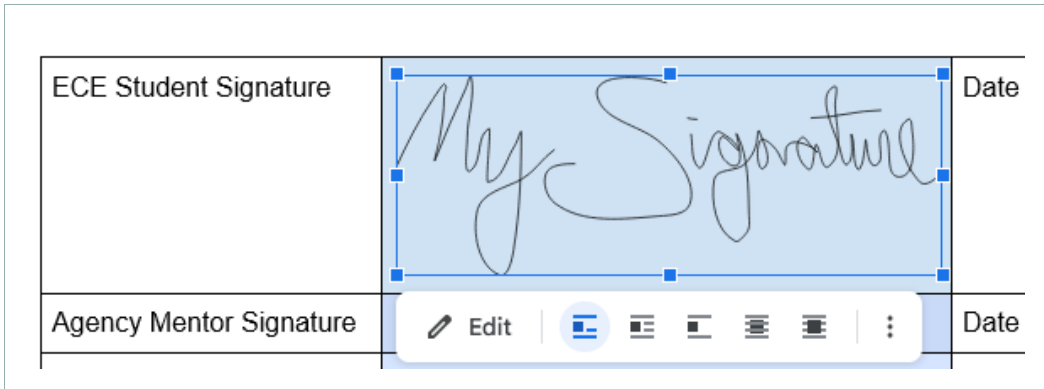 ECE Student Signature
My Signature
Date
Agency Mentor Signature
Edit
Date